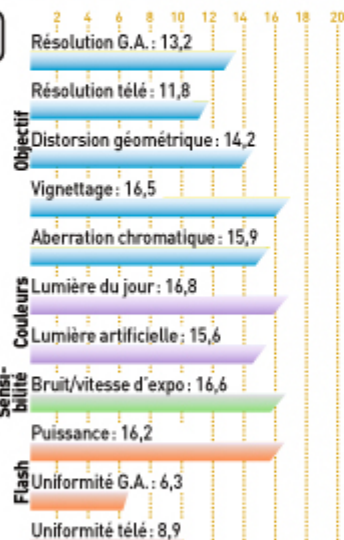 2 4 6 8 10 12 14 16 18 20
Résolution G.A. : 13,2
Résolution télé : 11,8
Distorsion géométrique : 14,2
Vignettage : 16,5
Aberration chromatique : 15,9
Objectif
Lumière du jour : 16,8
Lumière artificielle : 15,6
Couleurs
Bruit/vitesse d'expo : 16,6
Sensi-
bilité
Puissance : 16,2
Uniformité G.A. : 6,3
Uniformité télé : 8,9
Flash